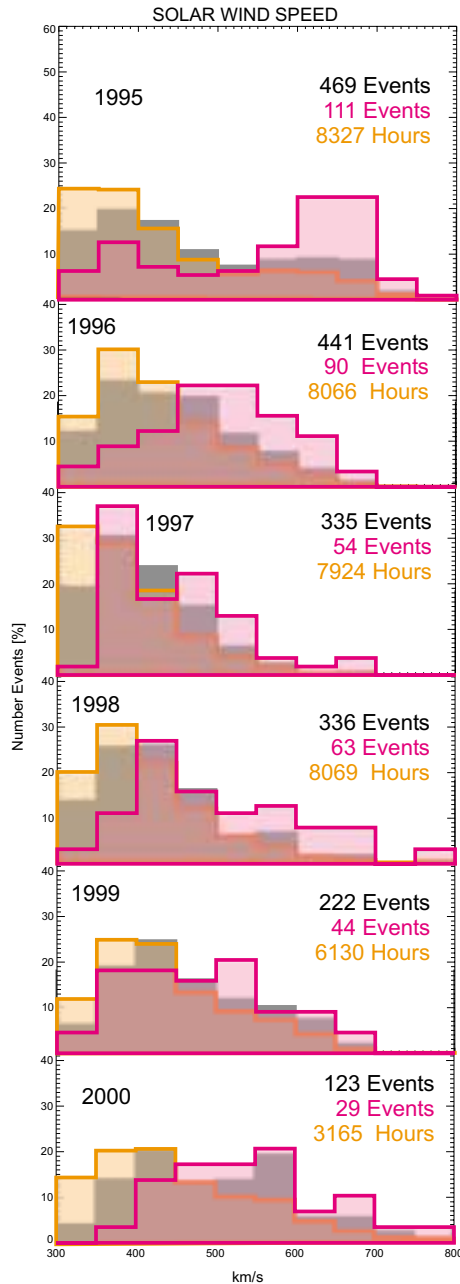 SOLAR WIND SPEED
60
50
40
30
20
10
1995
469 Events
111 Events
8327 Hours
40
30
20
10
1996
441 Events
90 Events
8066 Hours
40
30
20
10
1997
335 Events
54 Events
7924 Hours
40
30
20
10
1998
336 Events
63 Events
8069 Hours
40
30
20
10
1999
222 Events
44 Events
6130 Hours
40
30
20
10
0
2000
123 Events
29 Events
3165 Hours
Number Events [%]
300 400 500 600 700 800
km/s